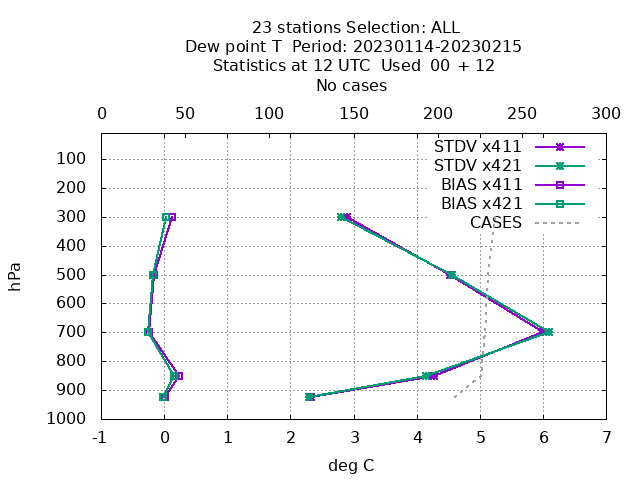 23 stations Selection: ALL
Dew point T  Period: 20230114-20230215
Statistics at 12 UTC  Used  00 + 12
No cases
0 50 100 150 200 250 300
STDV x411
STDV x421
BIAS x411
BIAS x421
CASES
100
200
300
400
500
600
700
800
900
1000
hPa
-1 0 1 2 3 4 5 6 7
deg C